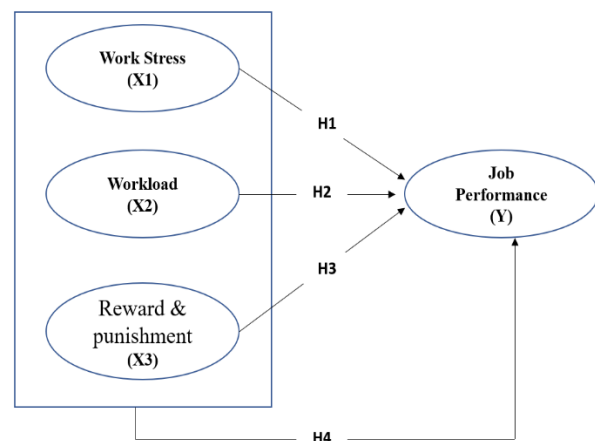 Work Stress
(X1)
H1
Workload
(X2)
H2
Job
Performance
(Y)
H3
Reward &
punishment
(X3)
H4